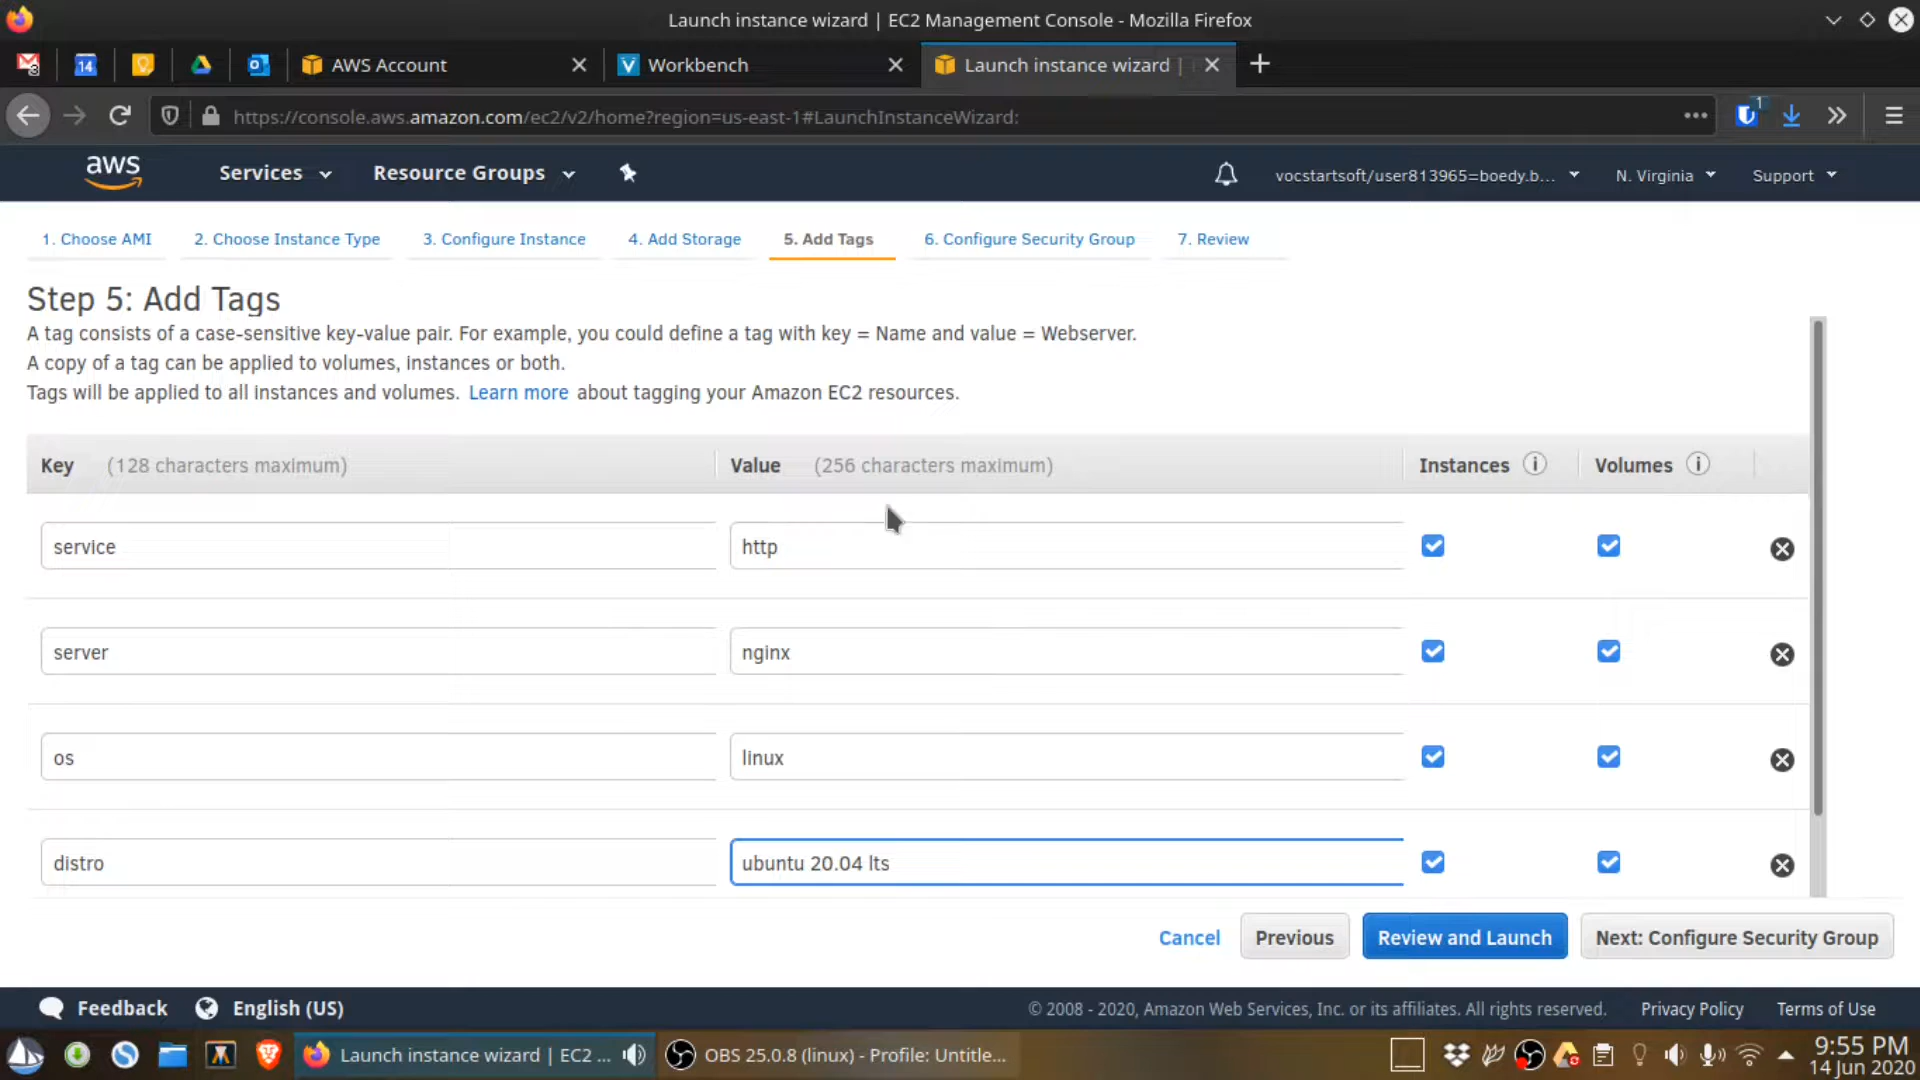 Launch instance wizard | EC2 Management Console - Mozilla Firefox
3
14
AWS Account
Workbench
Launch instance wizard |
https://console.aws.amazon.com/ec2/v2/home?region=us-east-1#LaunchInstanceWizard:
1
aws
Services
Resource Groups
vocstartsoft/user813965=boedy.b...
N. Virginia
Support
1. Choose AMI
2. Choose Instance Type
3. Configure Instance
4. Add Storage
5. Add Tags
6. Configure Security Group
7. Review
Step 5: Add Tags
A tag consists of a case-sensitive key-value pair. For example, you could define a tag with key = Name and value = Webserver.
A copy of a tag can be applied to volumes, instances or both.
Tags will be applied to all instances and volumes. Learn more about tagging your Amazon EC2 resources.
Key (128 characters maximum)
Value (256 characters maximum)
Instances
Volumes
service
http
server
nginx
os
linux
distro
ubuntu 20.04 lts
Cancel
Previous
Review and Launch
Next: Configure Security Group
Feedback
English (US)
© 2008 - 2020, Amazon Web Services, Inc. or its affiliates. All rights reserved.
Privacy Policy
Terms of Use
Launch instance wizard | EC2 ...
OBS 25.0.8 (linux) - Profile: Untitle...
9:55 PM
14 Jun 2020